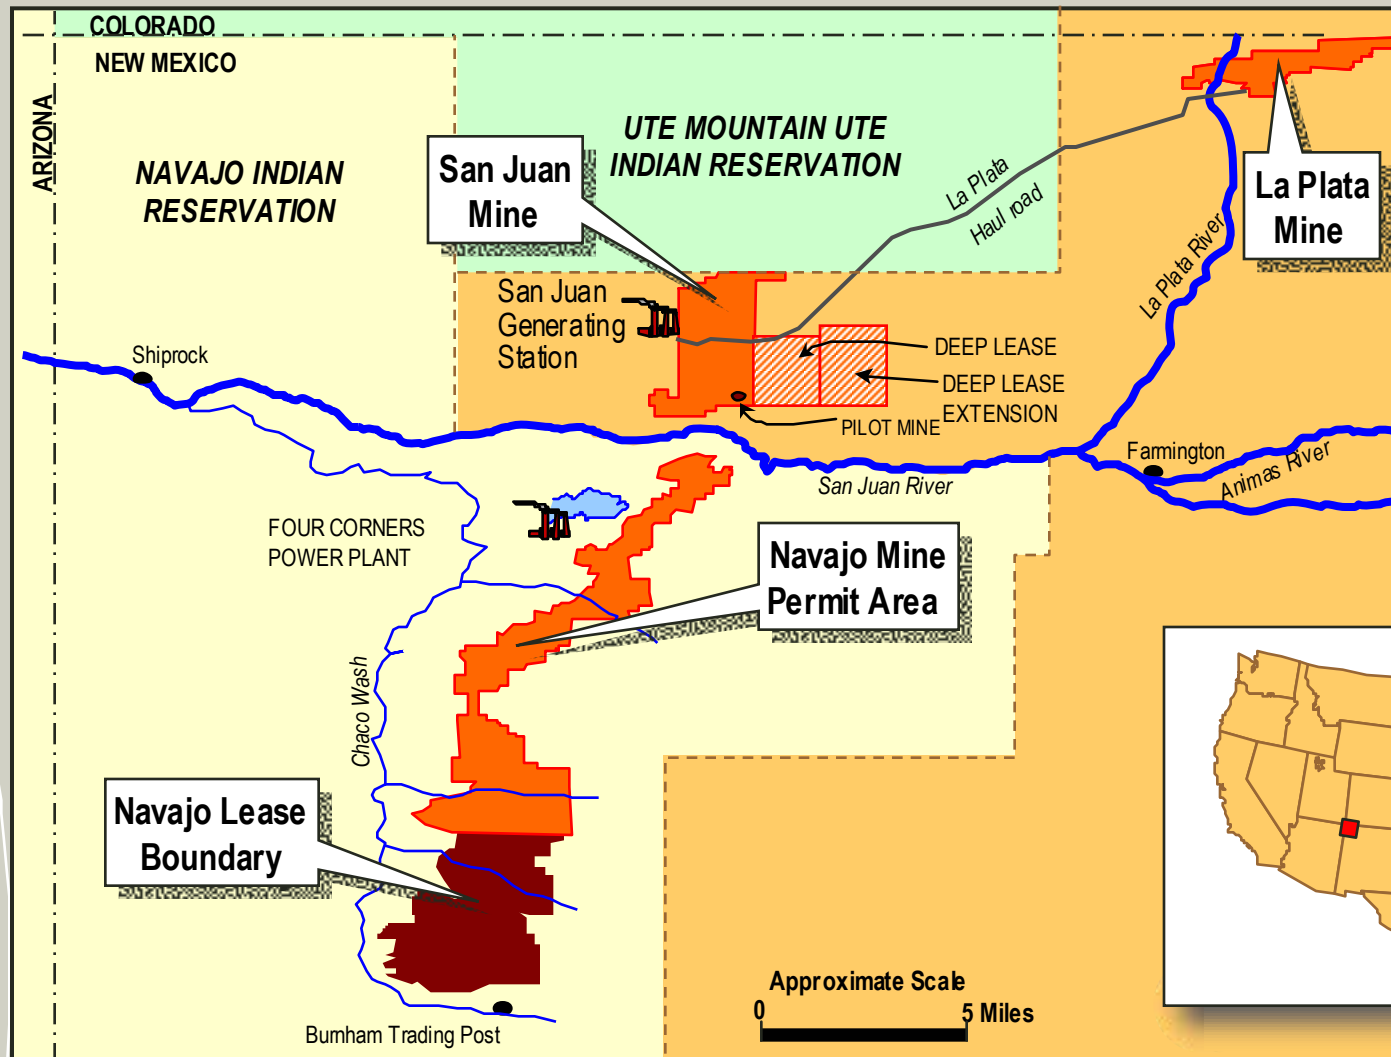 COLORADO
NEW MEXICO
ARIZONA
NAVAJO INDIAN
RESERVATION
UTE MOUNTAIN UTE
INDIAN RESERVATION
San Juan
Mine
La Plata
Mine
La Plata
Haul road
La Plata River
San Juan
Generating
Station
DEEP LEASE
DEEP LEASE
EXTENSION
PILOT MINE
Shiprock
Farmington
Animas River
San Juan River
FOUR CORNERS
POWER PLANT
Navajo Mine
Permit Area
Chaco Wash
Navajo Lease
Boundary
Approximate Scale
0
5 Miles
Burnham Trading Post